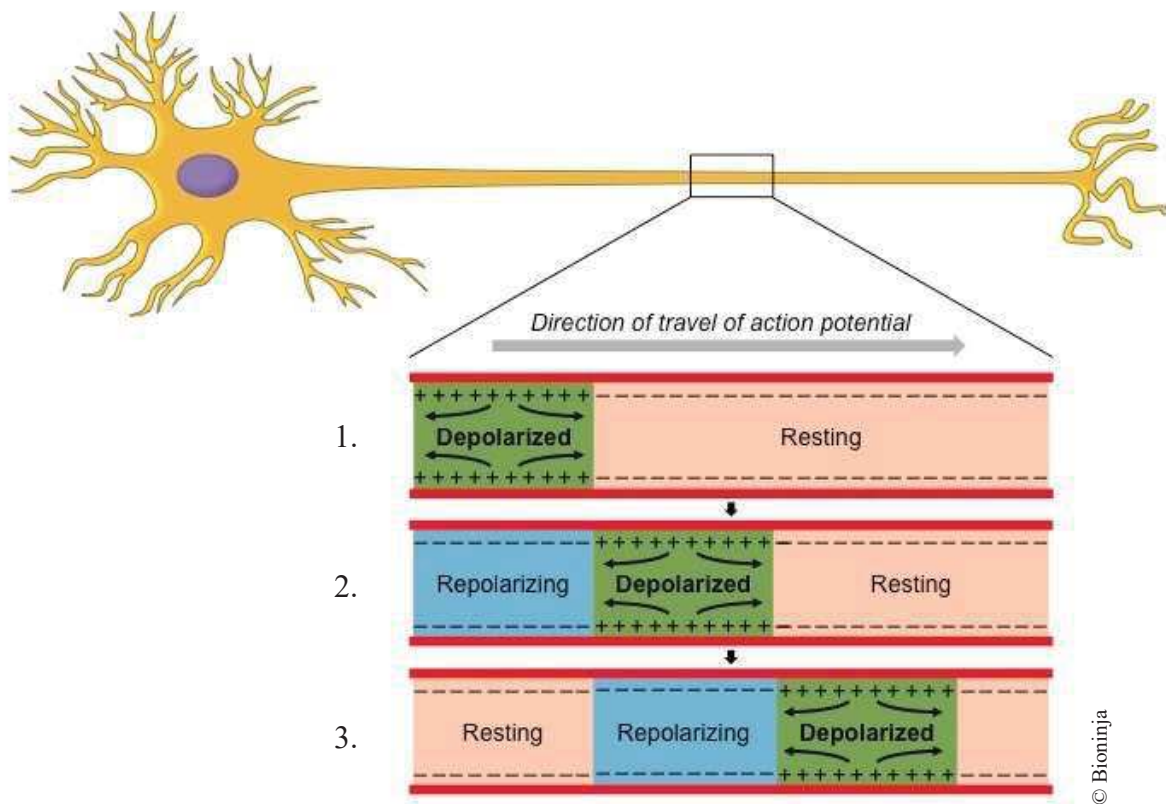 Direction of travel of action potential
1.
++++++++++ ––––––––––––––––––––––––––
Depolarized Resting
++++++++++ ––––––––––––––––––––––––––
2.
–––––––––– ++++++++++ ––––––––––––––––
Repolarizing Depolarized Resting
–––––––––– ++++++++++ ––––––––––––––––
3.
–––––––––– –––––––––– ++++++++++ –––––
Resting Repolarizing Depolarized
–––––––––– –––––––––– ++++++++++ –––––
© Bioninja